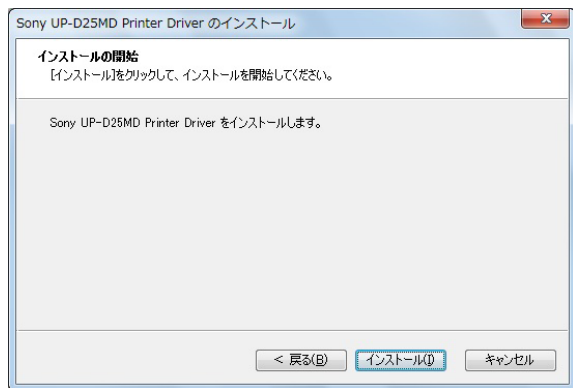 Sony UP-D25MD Printer Driver のインストール
インストールの開始
[インストール]をクリックして、インストールを開始してください。
Sony UP-D25MD Printer Driver をインストールします。
< 戻る(B)
インストール(I)
キャンセル